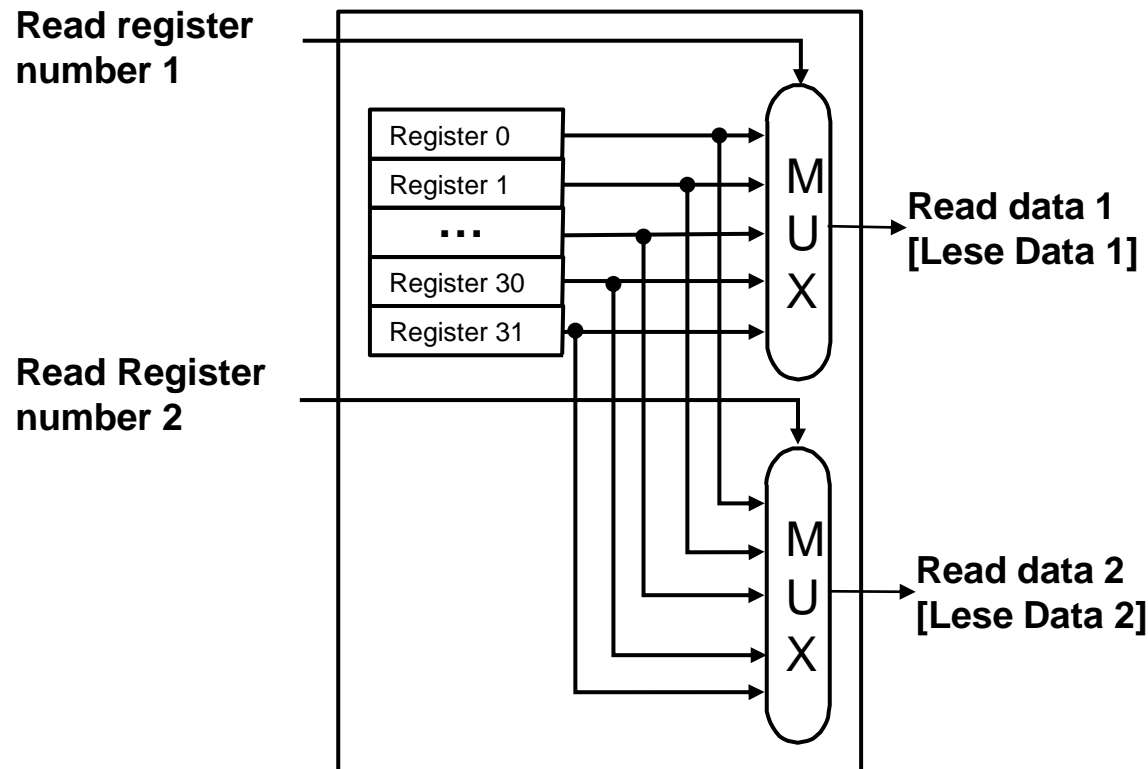 Read register
number 1
Register 0
Register 1
...
Register 30
Register 31
M
U
X
Read data 1
[Lese Data 1]
Read Register
number 2
M
U
X
Read data 2
[Lese Data 2]